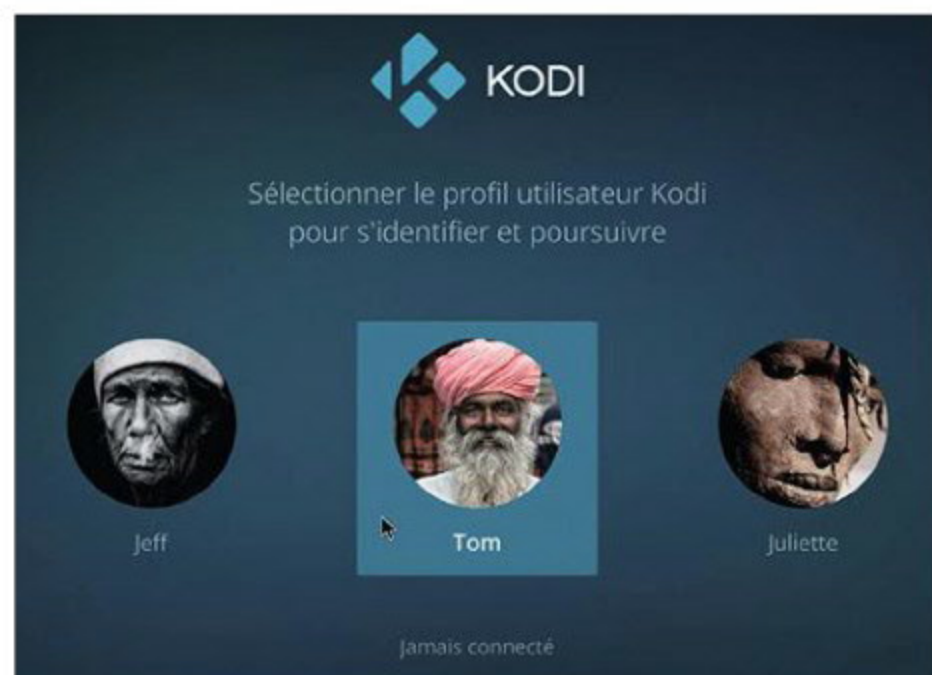 KODI
Sélectionner le profil utilisateur Kodi
pour s'identifier et poursuivre
Jeff
Tom
Juliette
Jamais connecté